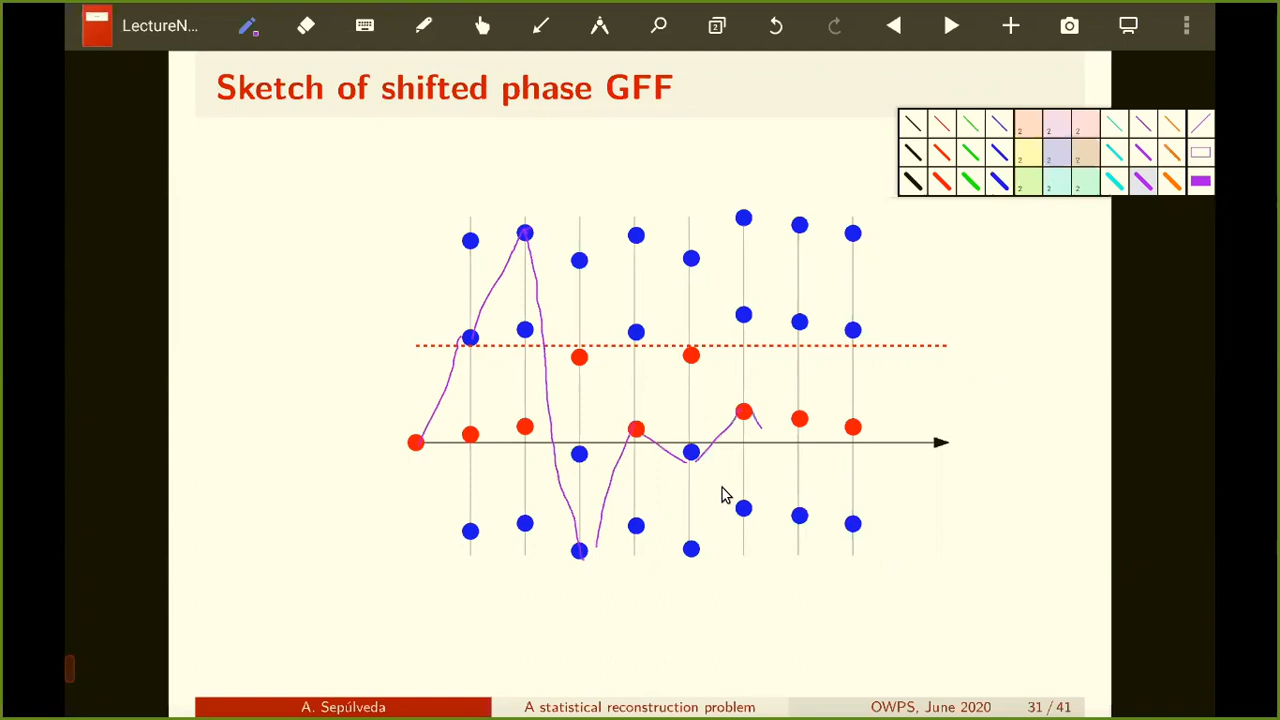 LectureN...
Sketch of shifted phase GFF
A. Sepúlveda
A statistical reconstruction problem
OWPS, June 2020
31 / 41